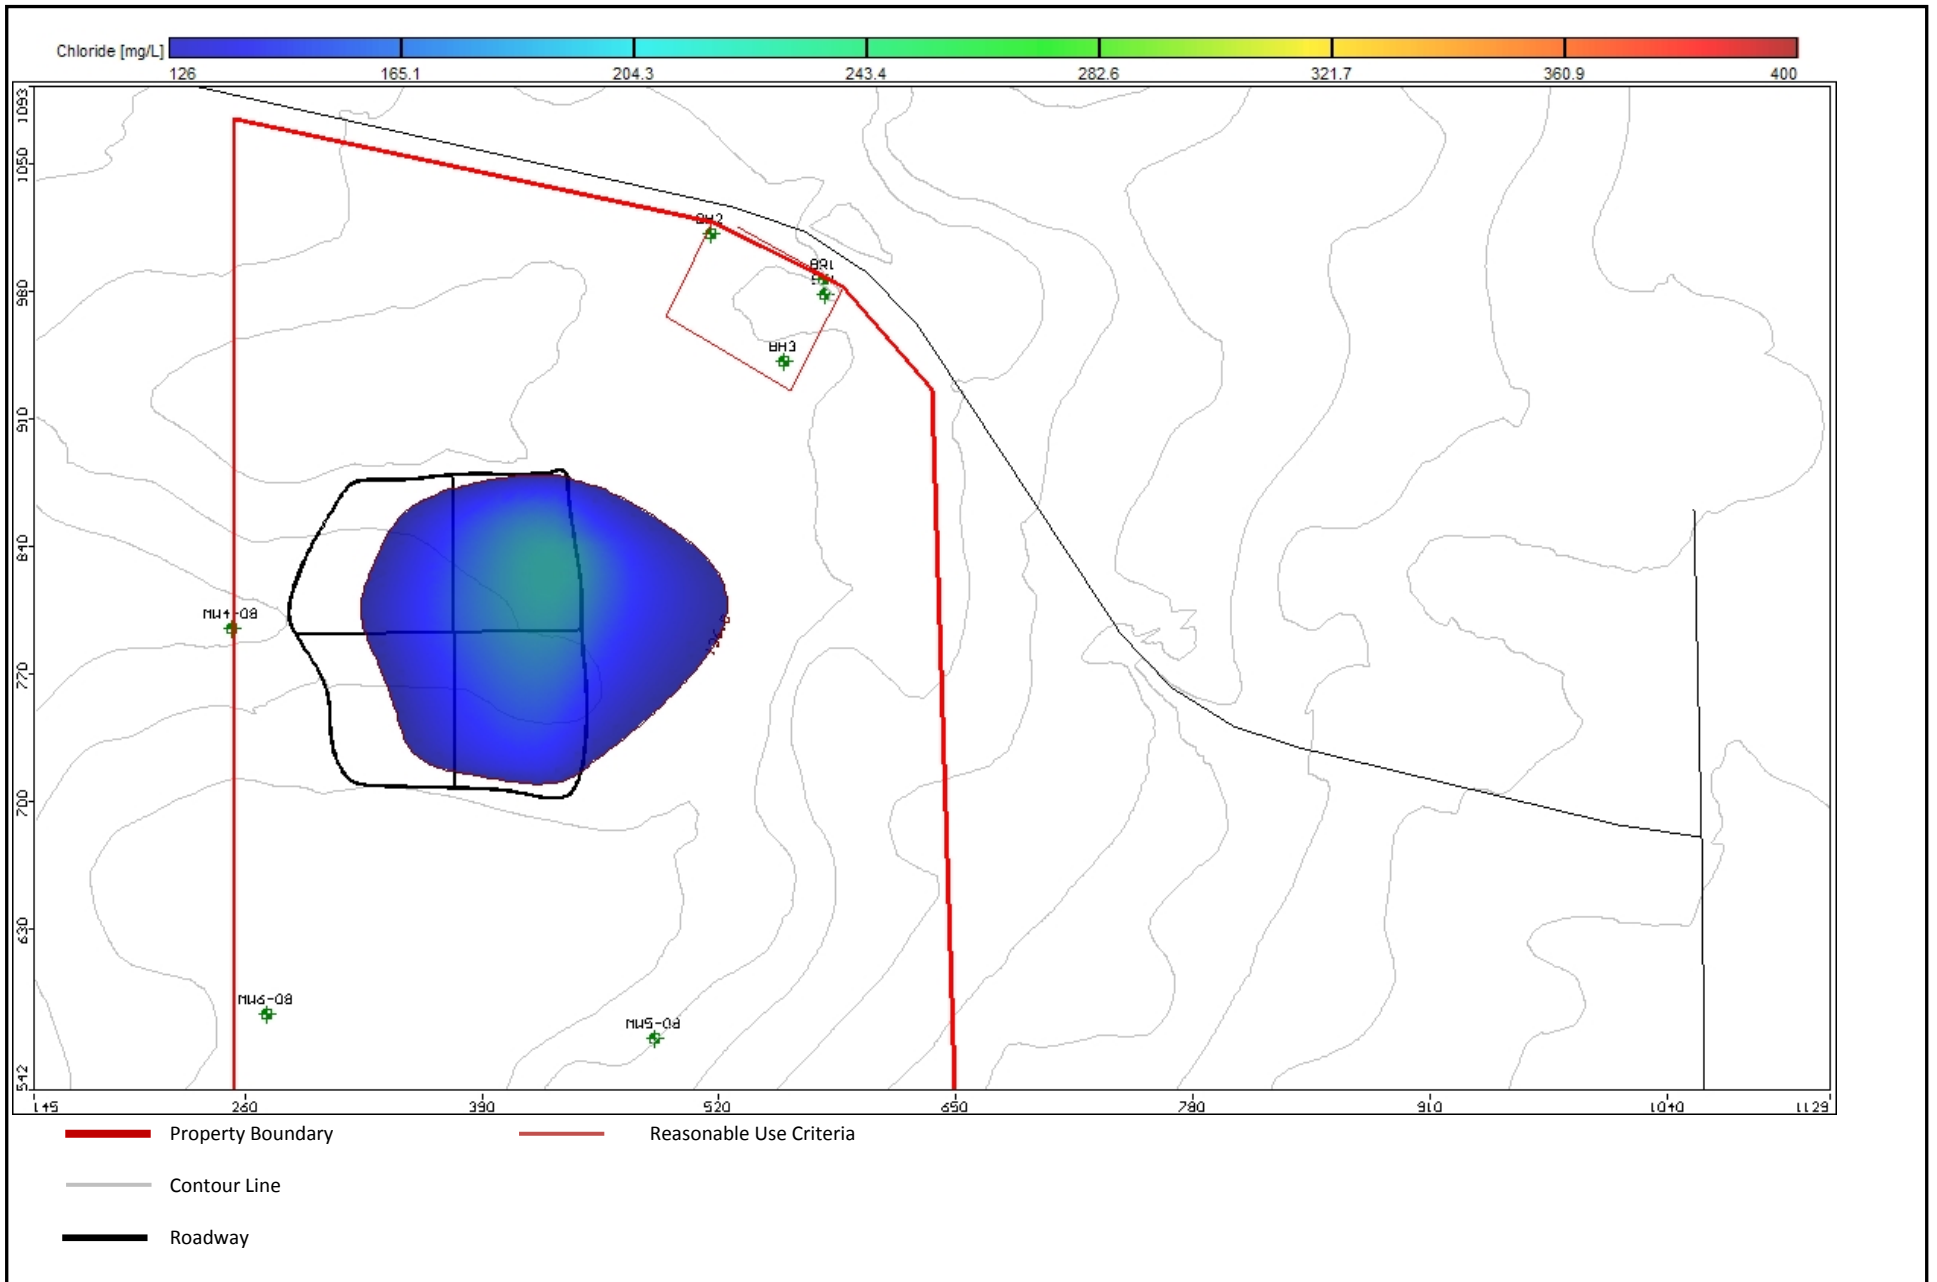 Chloride [mg/L]
126 165.1 204.3 243.4 282.6 321.7 360.9 400
1093
1050
980
910
840
770
700
630
542
BH2
BH3
MW4-08
126.0
MW6-08
MW5-08
145 260 390 520 650 780 910 1040 1129
Property Boundary
Reasonable Use Criteria
Contour Line
Roadway